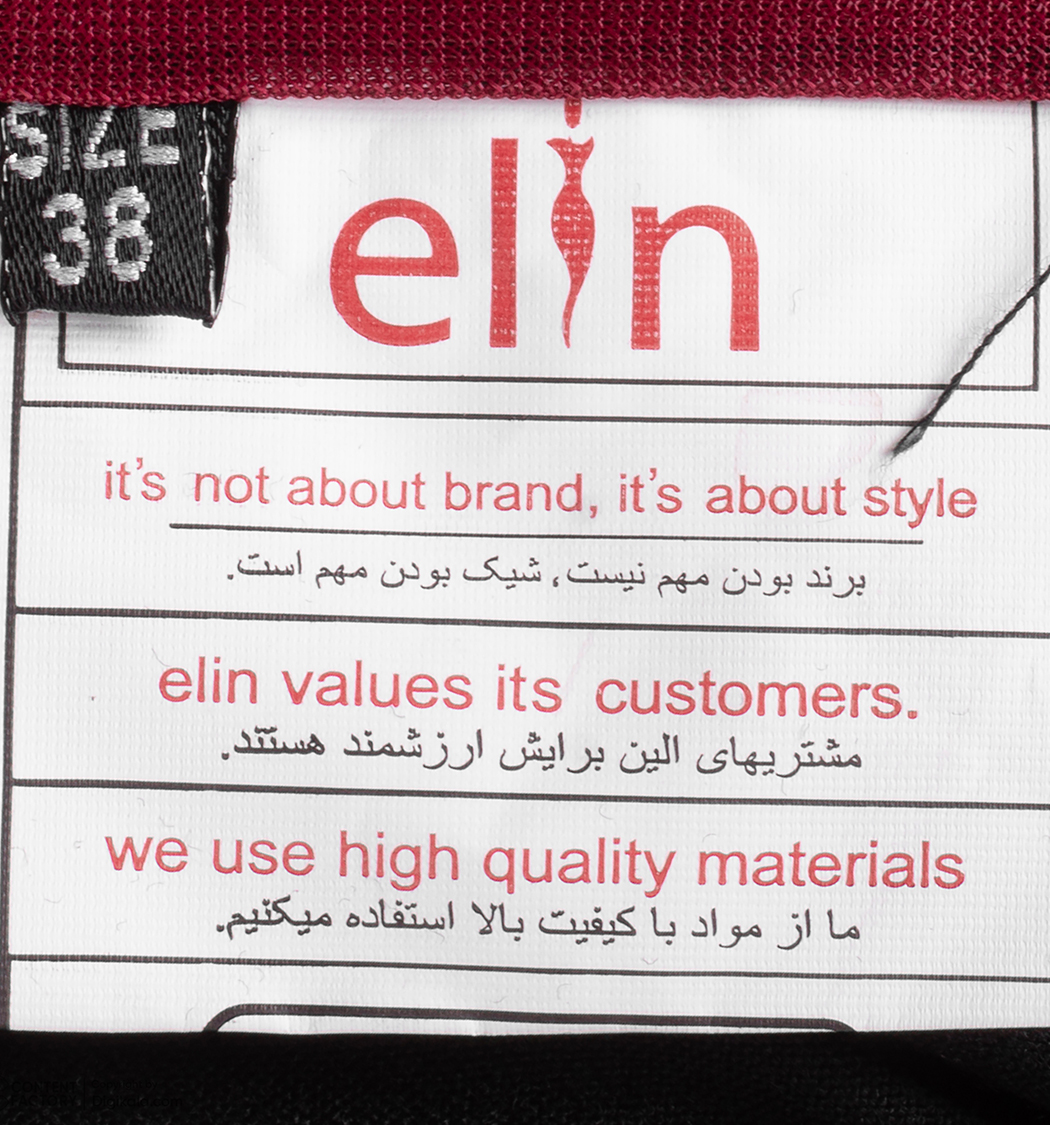 SIZE
38
elin
it's not about brand, it's about style
برند بودن مهم نیست، شیک بودن مهم است.
elin values its customers.
مشتریهای الین برایش ارزشمند هستند.
we use high quality materials
ما از مواد با کیفیت بالا استفاده میکنیم.